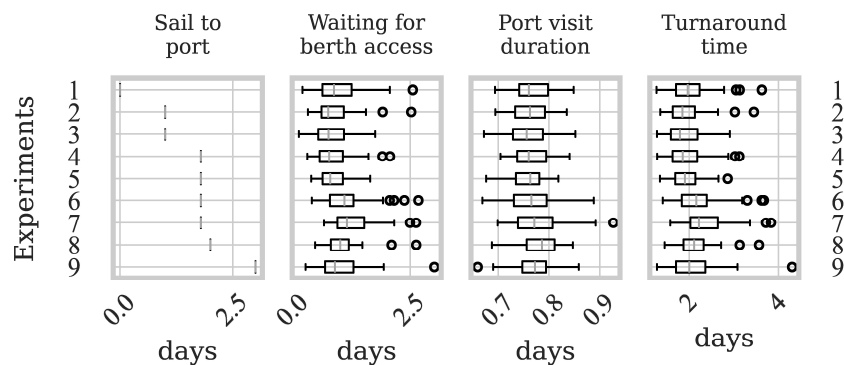 Sail to
port
Waiting for
berth access
Port visit
duration
Turnaround
time
Experiments
1
2
3
4
5
6
7
8
9
1
2
3
4
5
6
7
8
9
0.0
2.5
0.0
2.5
0.7
0.8
0.9
2
4
days
days
days
days